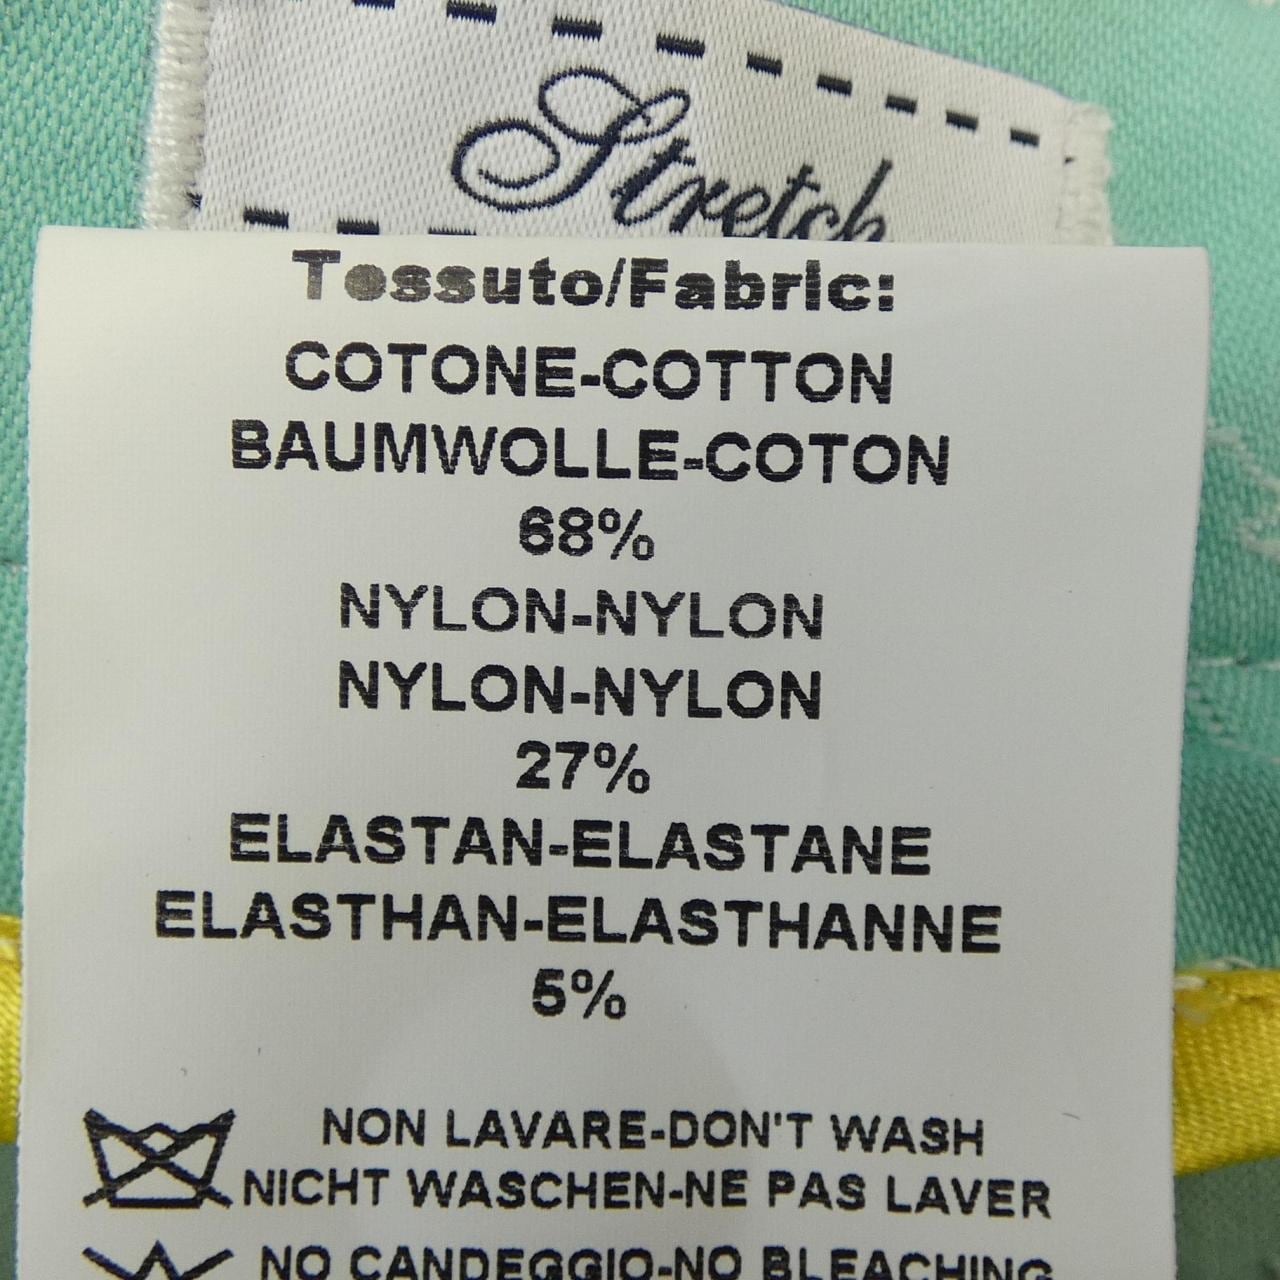 Stretch
Tessuto/Fabric:
COTONE-COTTON
BAUMWOLLE-COTON
68%
NYLON-NYLON
NYLON-NYLON
27%
ELASTAN-ELASTANE
ELASTHAN-ELASTHANNE
5%
NON LAVARE-DON'T WASH
NICHT WASCHEN-NE PAS LAVER
NO CANDEGGIO-NO BLEACHING